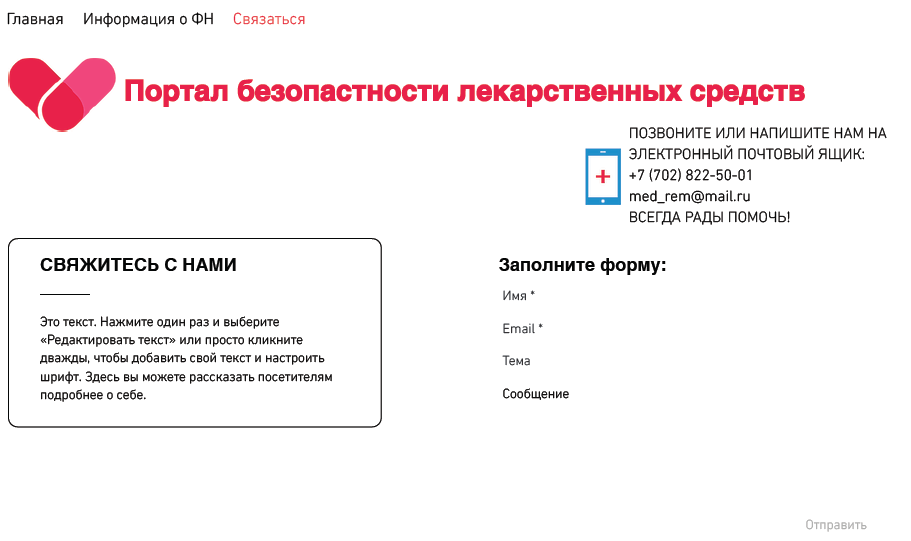 Главная Информация о ФН Связаться
Портал безопастности лекарственных средств
ПОЗВОНИТЕ ИЛИ НАПИШИТЕ НАМ НА
ЭЛЕКТРОННЫЙ ПОЧТОВЫЙ ЯЩИК:
+7 (702) 822-50-01
med_rem@mail.ru
ВСЕГДА РАДЫ ПОМОЧЬ!
СВЯЖИТЕСЬ С НАМИ
Это текст. Нажмите один раз и выберите
«Редактировать текст» или просто кликните
дважды, чтобы добавить свой текст и настроить
шрифт. Здесь вы можете рассказать посетителям
подробнее о себе.
Заполните форму:
Имя *
Email *
Тема
Сообщение
Отправить